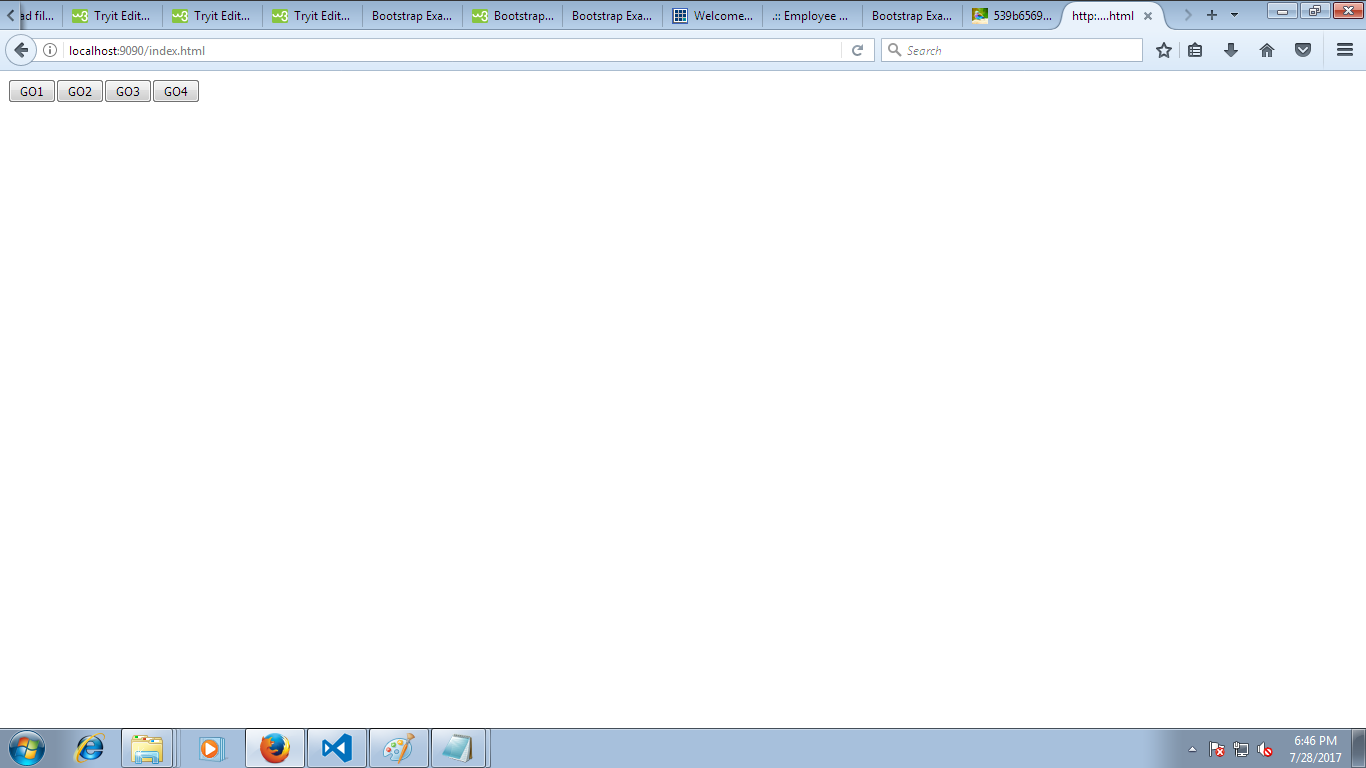 ad fil... Tryit Edit... Tryit Edit... Tryit Edit... Bootstrap Exa... Bootstrap... Bootstrap Exa... Welcome... .:: Employee ... Bootstrap Exa... 539b6569... http:....html
localhost:9090/index.html Search
GO1 GO2 GO3 GO4
6:46 PM
7/28/2017